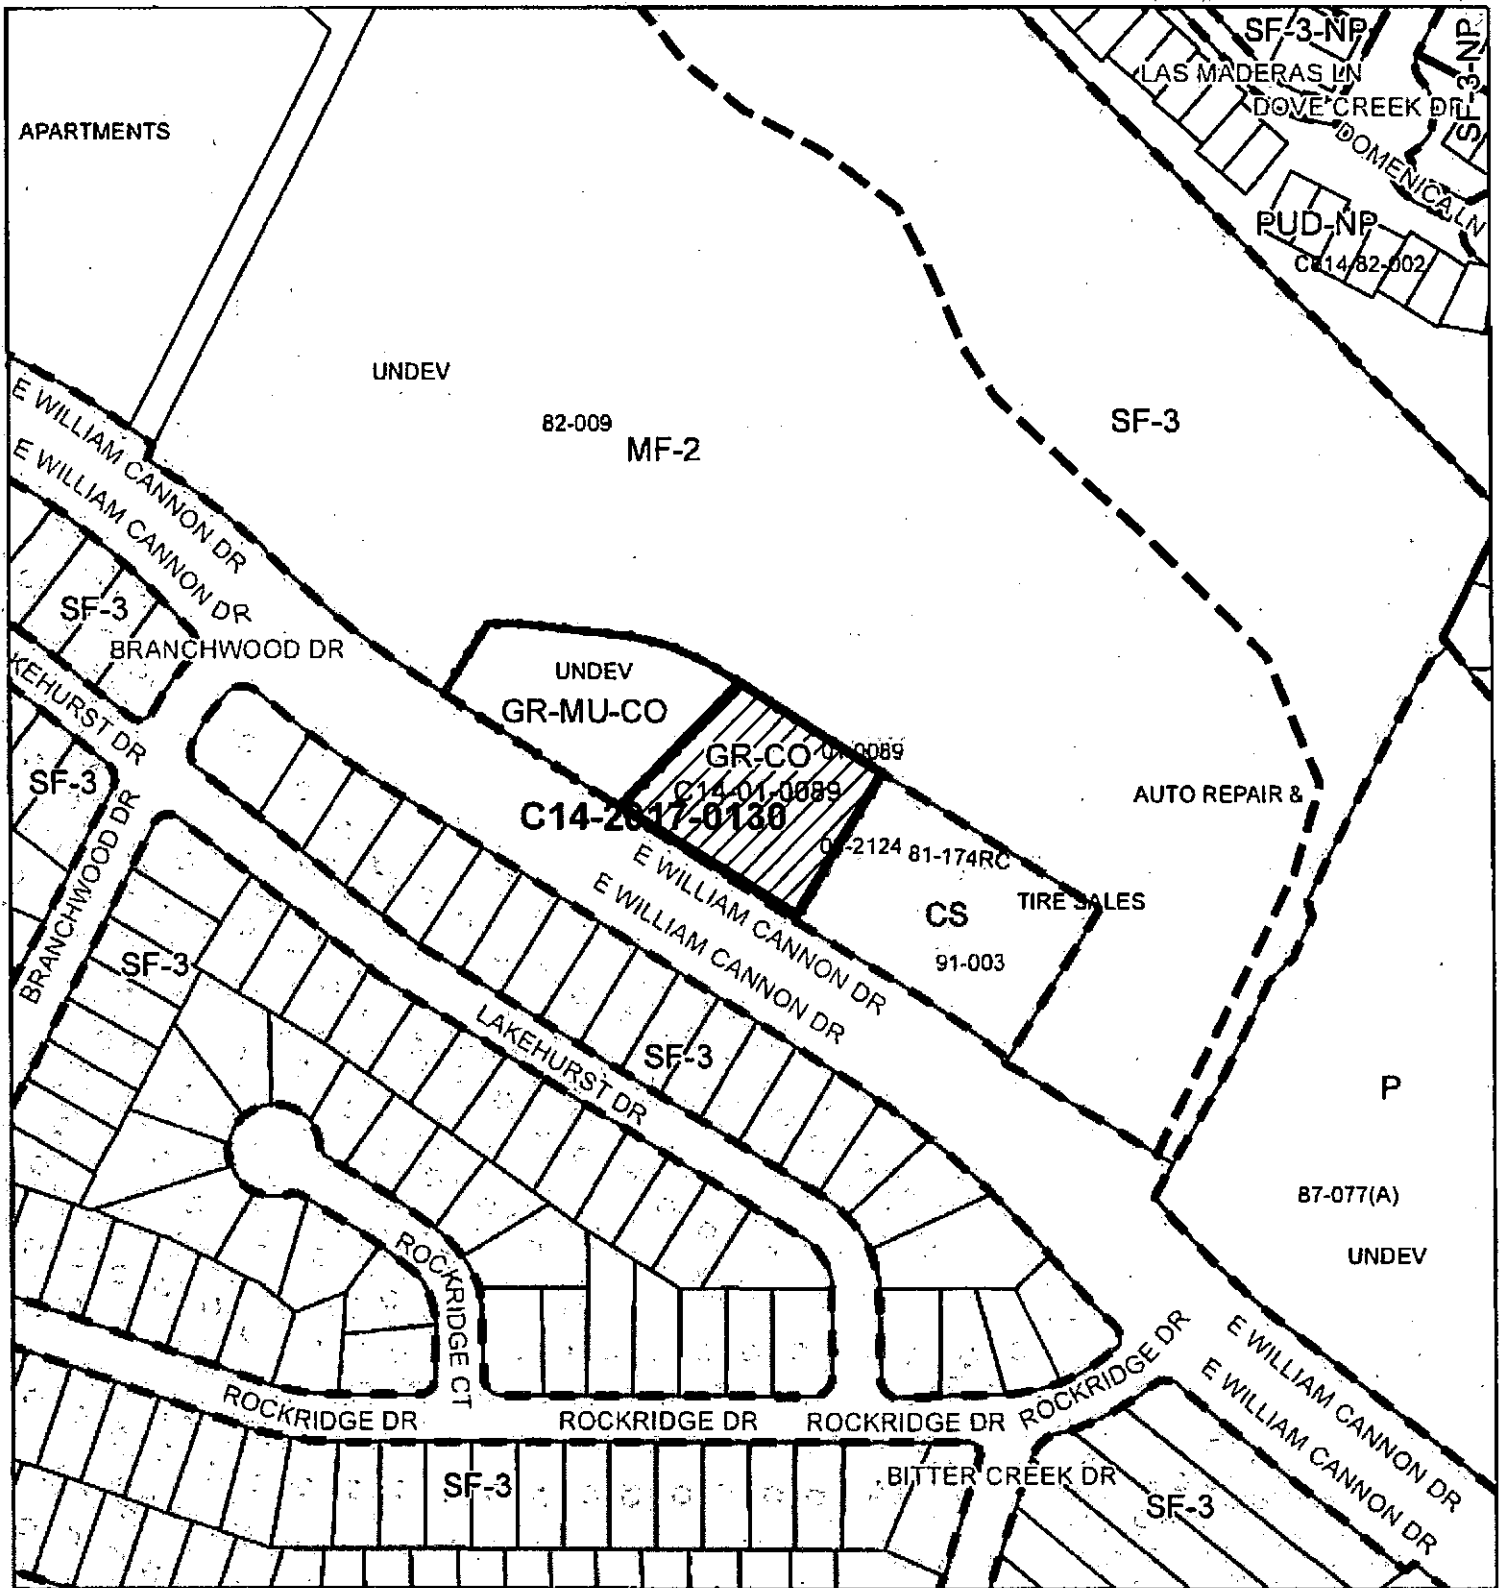 SF-3-NP
SF-3-NP
LAS MADERAS LN
DOVE CREEK DR
DOMENICA LN
APARTMENTS
PUD-NP
C814-82-002
UNDEV
82-009
MF-2
SF-3
E WILLIAM CANNON DR
E WILLIAM CANNON DR
SF-3
BRANCHWOOD DR
KEHURST DR
UNDEV
GR-MU-CO
GR-CO
01-0089
C14-01-0089
C14-2017-0130
SF-3
AUTO REPAIR &
81-174RC
TIRE SALES
CS
91-003
E WILLIAM CANNON DR
E WILLIAM CANNON DR
BRANCHWOOD DR
SF-3
LAKEHURST DR
SF-3
P
87-077(A)
UNDEV
ROCKRIDGE CT
ROCKRIDGE DR
ROCKRIDGE DR
ROCKRIDGE DR
ROCKRIDGE DR
E WILLIAM CANNON DR
E WILLIAM CANNON DR
SF-3
BITTER CREEK DR
SF-3